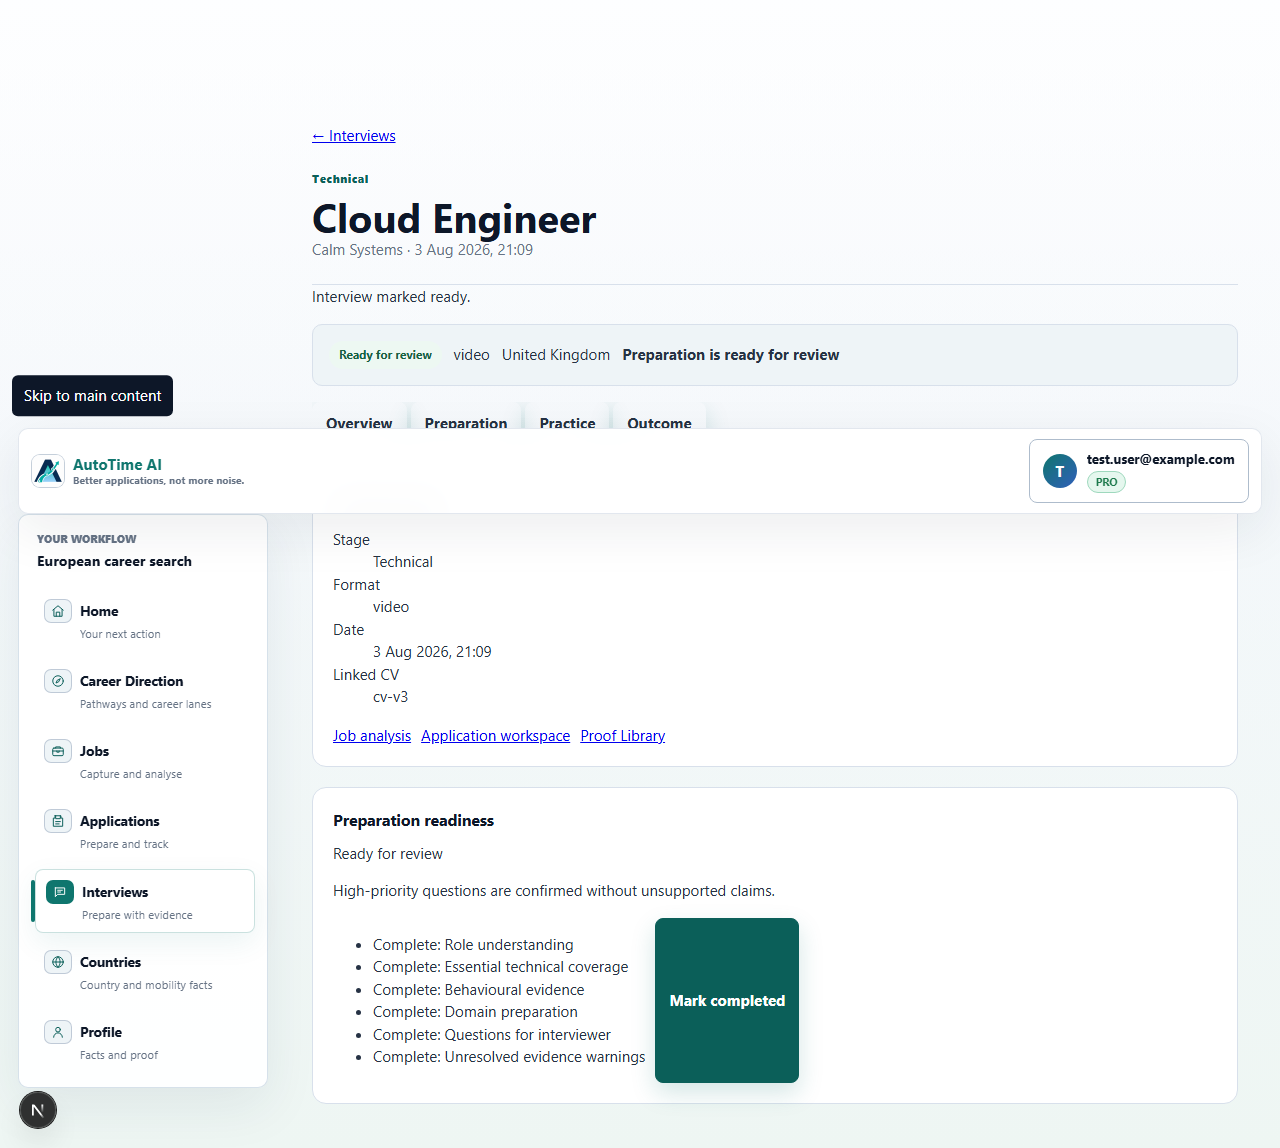 ← Interviews
Technical
Cloud Engineer
Calm Systems · 3 Aug 2026, 21:09
Interview marked ready.
Ready for review video United Kingdom Preparation is ready for review
Skip to main content
Overview Preparation Practice Outcome
AutoTime AI
Better applications, not more noise.
T
test.user@example.com
PRO
YOUR WORKFLOW
European career search
Home
Your next action
Career Direction
Pathways and career lanes
Jobs
Capture and analyse
Applications
Prepare and track
Interviews
Prepare with evidence
Countries
Country and mobility facts
Profile
Facts and proof
N
Stage
Technical
Format
video
Date
3 Aug 2026, 21:09
Linked CV
cv-v3
Job analysis Application workspace Proof Library
Preparation readiness
Ready for review
High-priority questions are confirmed without unsupported claims.
• Complete: Role understanding
• Complete: Essential technical coverage
• Complete: Behavioural evidence
• Complete: Domain preparation
• Complete: Questions for interviewer
• Complete: Unresolved evidence warnings
Mark completed